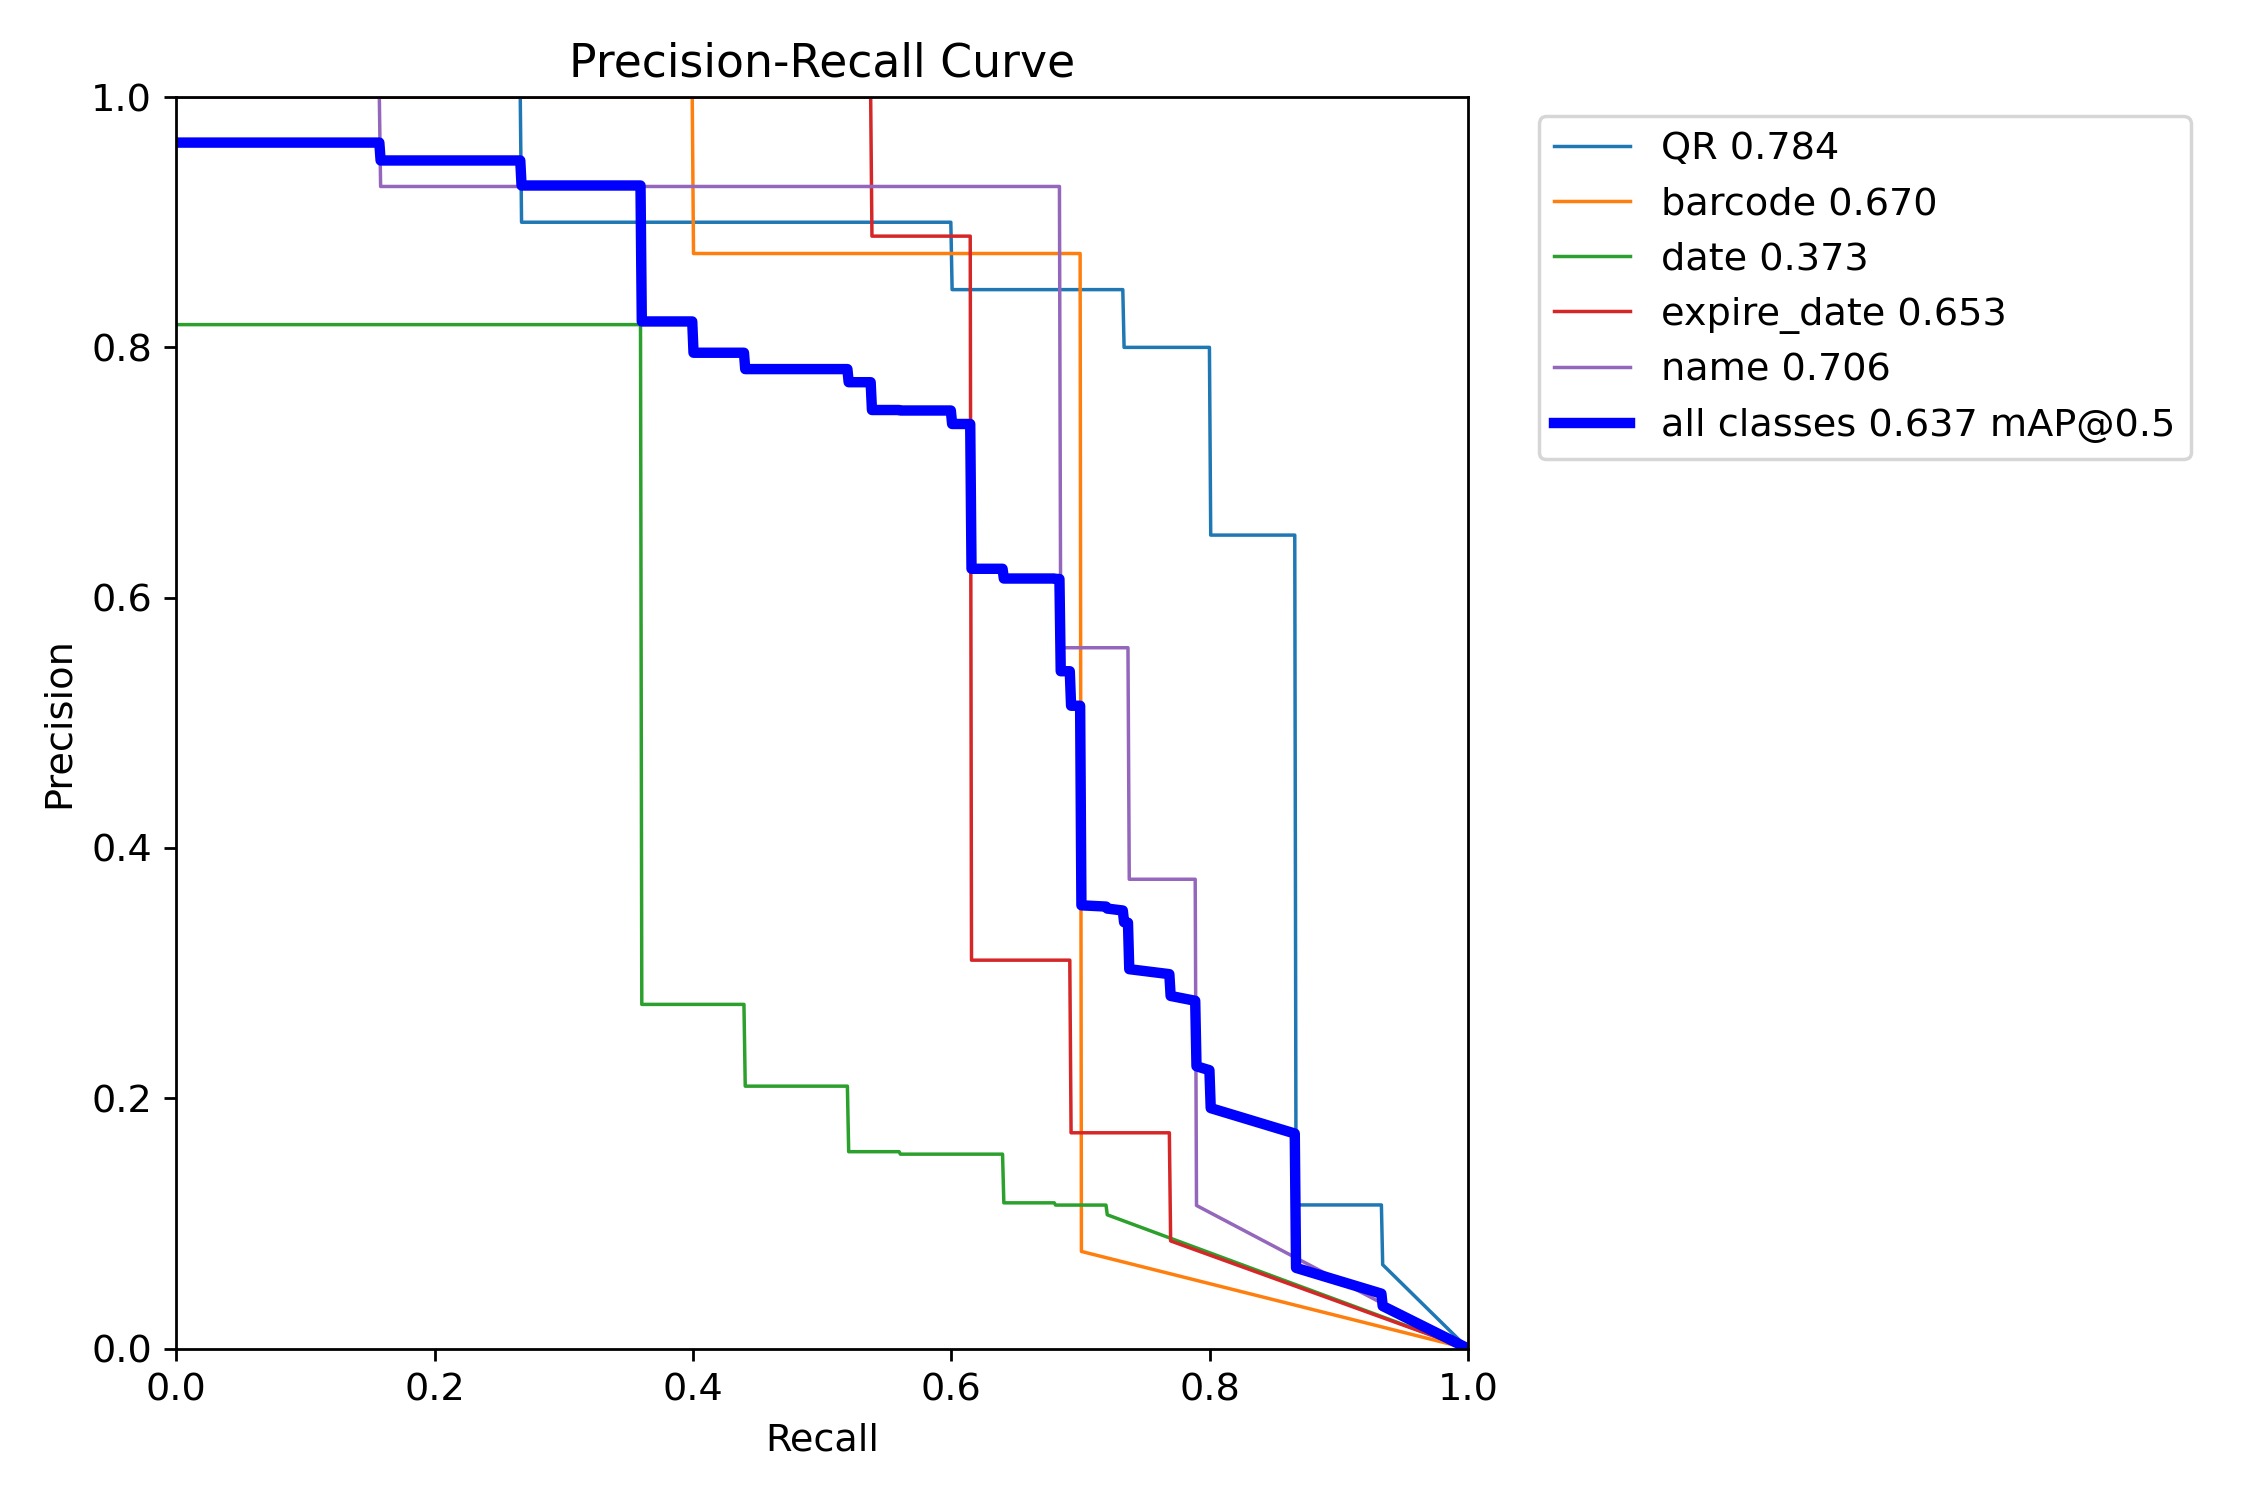 Precision-Recall Curve
1.0
0.8
0.6
0.4
0.2
0.0
Precision
0.0 0.2 0.4 0.6 0.8 1.0
Recall
QR 0.784
barcode 0.670
date 0.373
expire_date 0.653
name 0.706
all classes 0.637 mAP@0.5